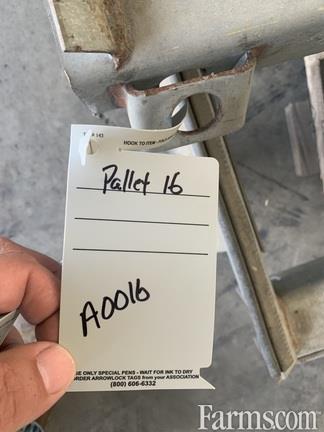 HOOK TO ITEM
Pallet 16
A0016
USE ONLY SPECIAL PENS - WAIT FOR INK TO DRY
ORDER ARROWLOCK TAGS from your ASSOCIATION
(800) 606-6332
Farms.com